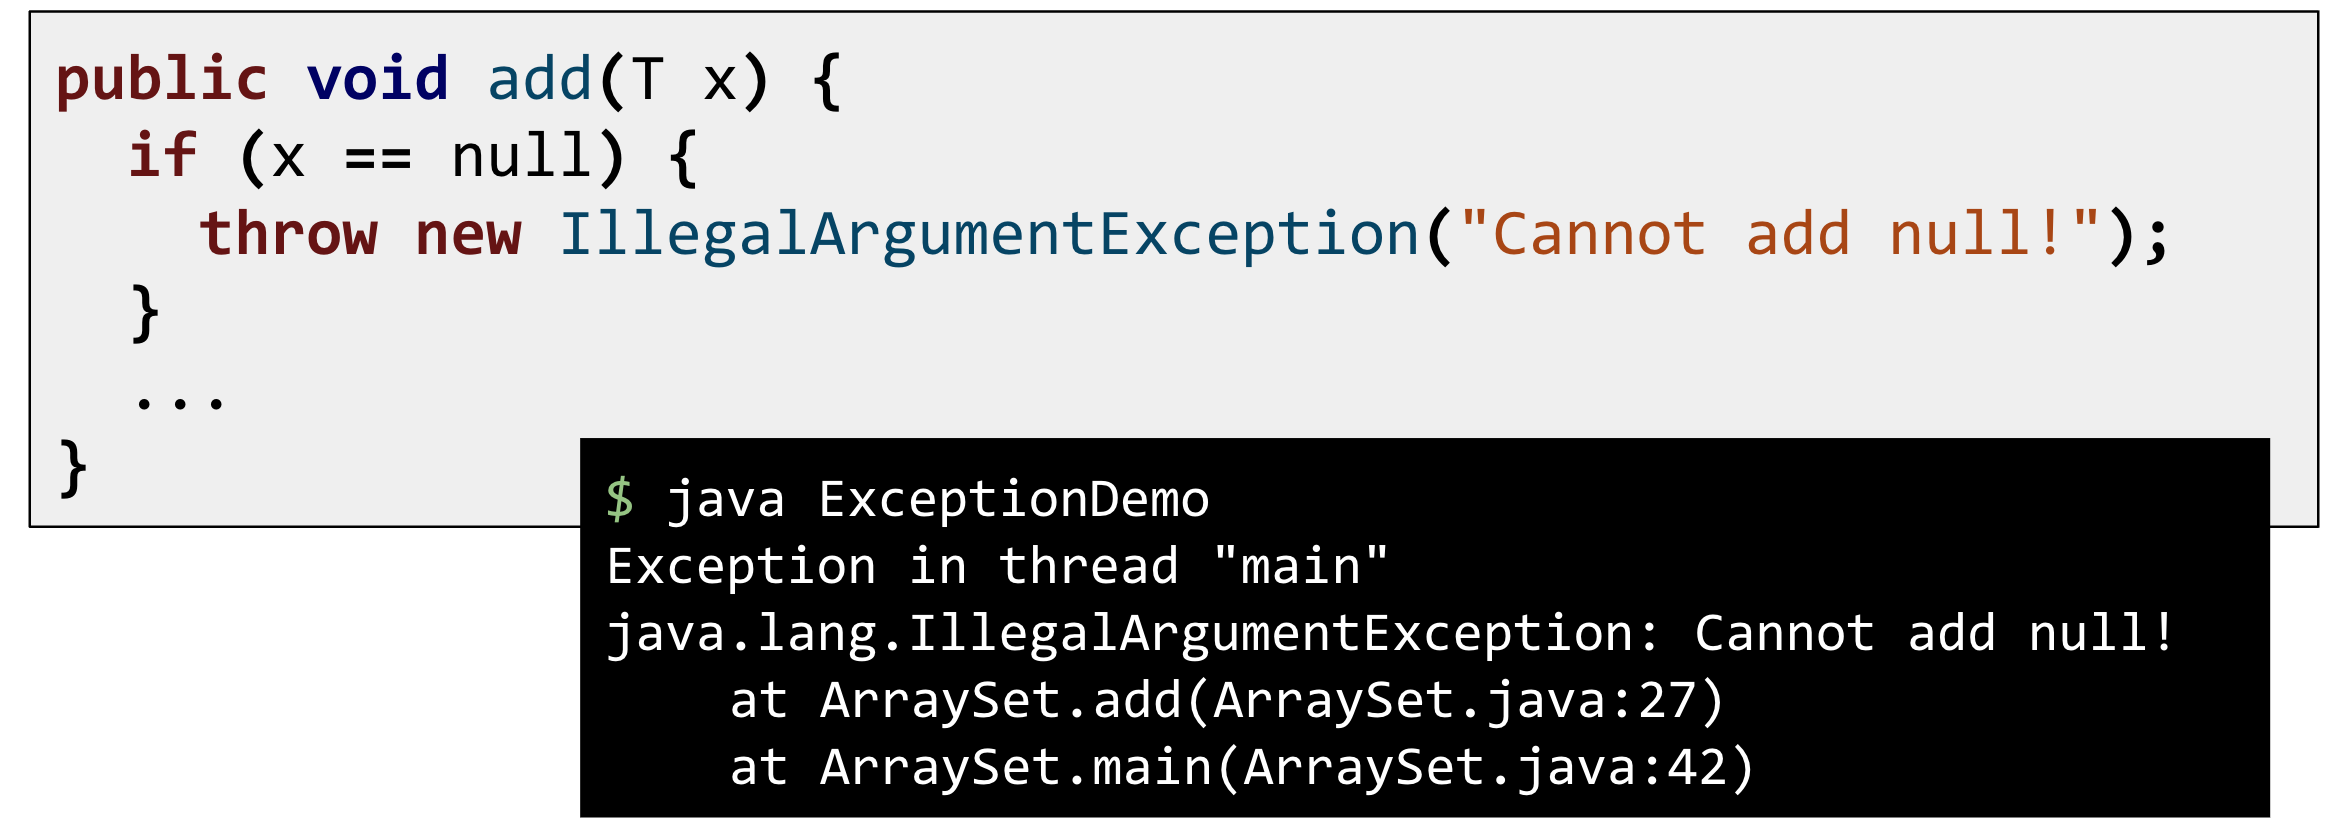 public void add(T x) {
  if (x == null) {
    throw new IllegalArgumentException("Cannot add null!");
  }
  ...
}
$ java ExceptionDemo
Exception in thread "main"
java.lang.IllegalArgumentException: Cannot add null!
    at ArraySet.add(ArraySet.java:27)
    at ArraySet.main(ArraySet.java:42)